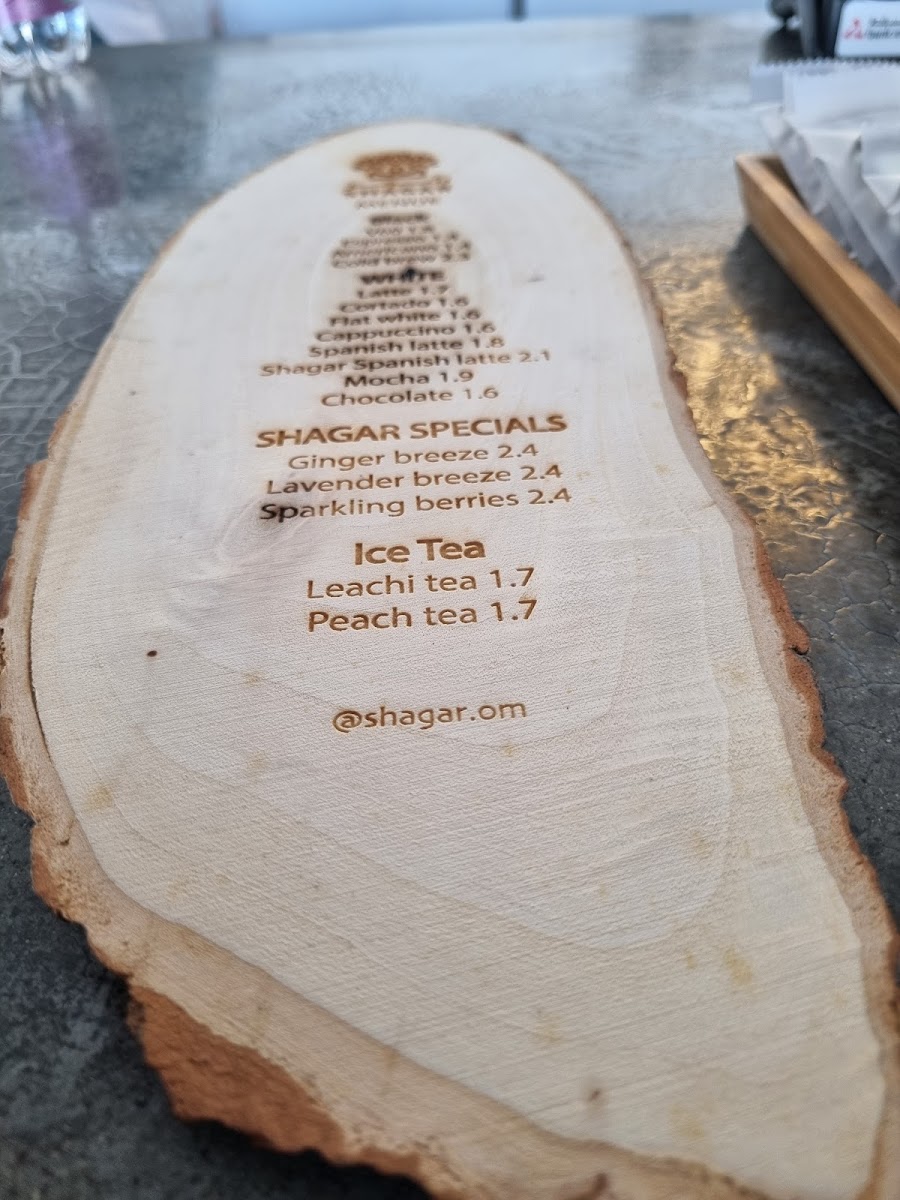 SHAGAR
WHITE
Latte 1.7
Cortado 1.6
Flat white 1.6
Cappuccino 1.6
Spanish latte 1.8
Shagar Spanish latte 2.1
Mocha 1.9
Chocolate 1.6
SHAGAR SPECIALS
Ginger breeze 2.4
Lavender breeze 2.4
Sparkling berries 2.4
Ice Tea
Leachi tea 1.7
Peach tea 1.7
@shagar.om